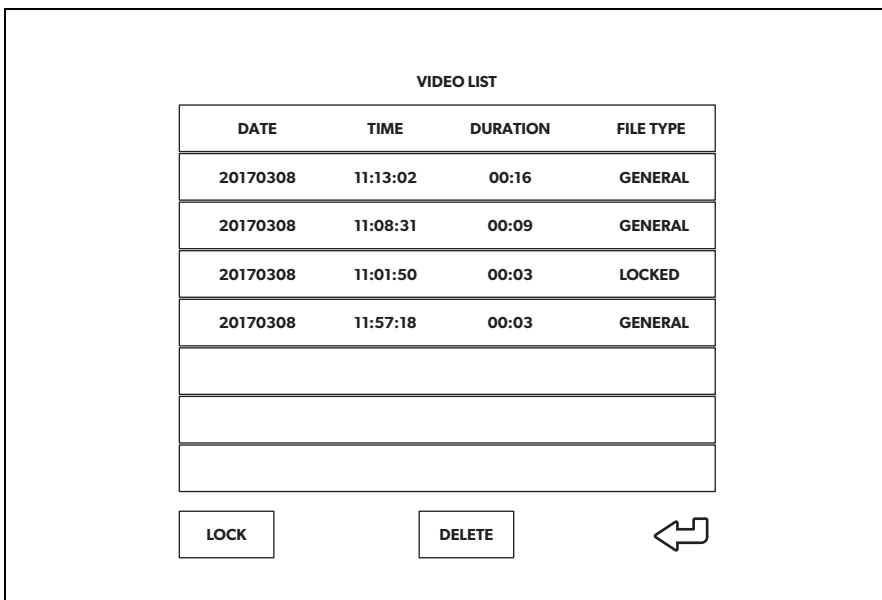 VIDEO LIST
DATE TIME DURATION FILE TYPE
20170308 11:13:02 00:16 GENERAL
20170308 11:08:31 00:09 GENERAL
20170308 11:01:50 00:03 LOCKED
20170308 11:57:18 00:03 GENERAL
LOCK DELETE